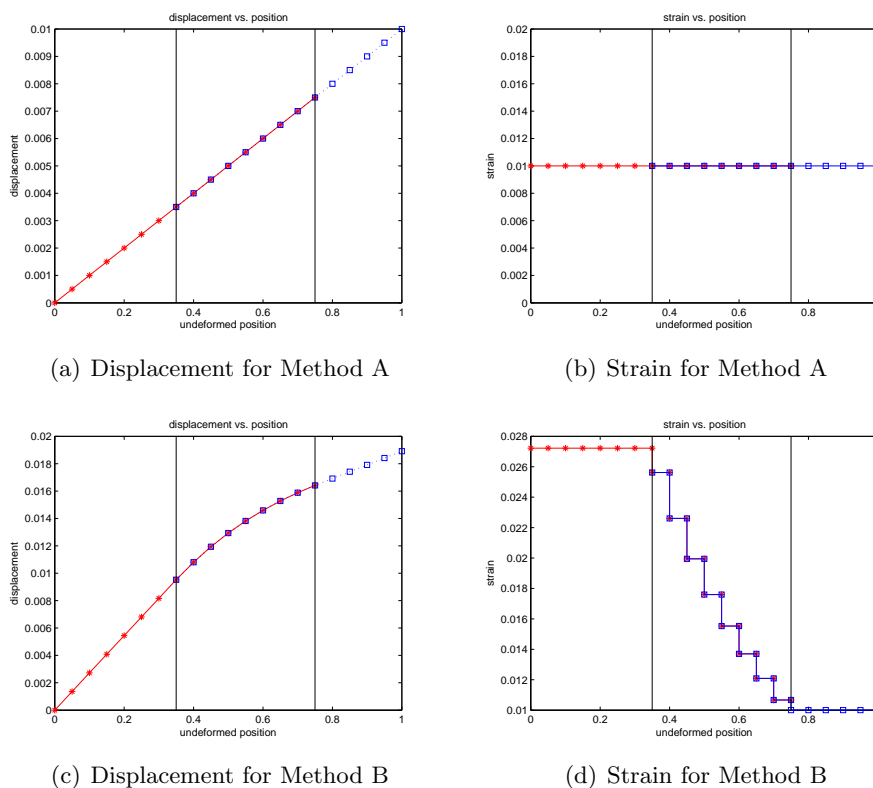 displacement vs. position
0.01
0.009
0.008
0.007
0.006
0.005
0.004
0.003
0.002
0.001
0
displacement
0 0.2 0.4 0.6 0.8 1
undeformed position
(a) Displacement for Method A
strain vs. position
0.02
0.018
0.016
0.014
0.012
0.01
0.008
0.006
0.004
0.002
0
strain
0 0.2 0.4 0.6 0.8
undeformed position
(b) Strain for Method A
displacement vs. position
0.02
0.018
0.016
0.014
0.012
0.01
0.008
0.006
0.004
0.002
0
displacement
0 0.2 0.4 0.6 0.8 1
undeformed position
(c) Displacement for Method B
strain vs. position
0.028
0.026
0.024
0.022
0.02
0.018
0.016
0.014
0.012
0.01
strain
0 0.2 0.4 0.6 0.8
undeformed position
(d) Strain for Method B